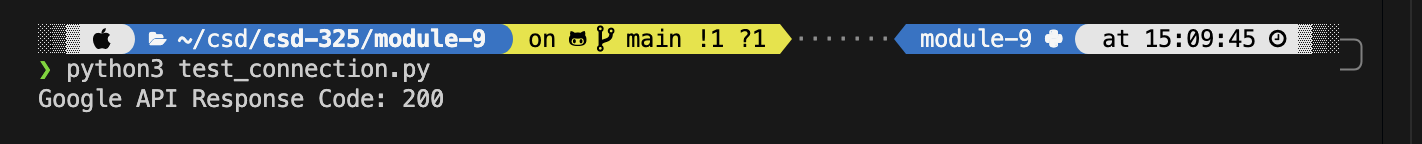 ~/csd/csd-325/module-9 on main !1 ?1 ······· module-9 at 15:09:45
❯ python3 test_connection.py
Google API Response Code: 200